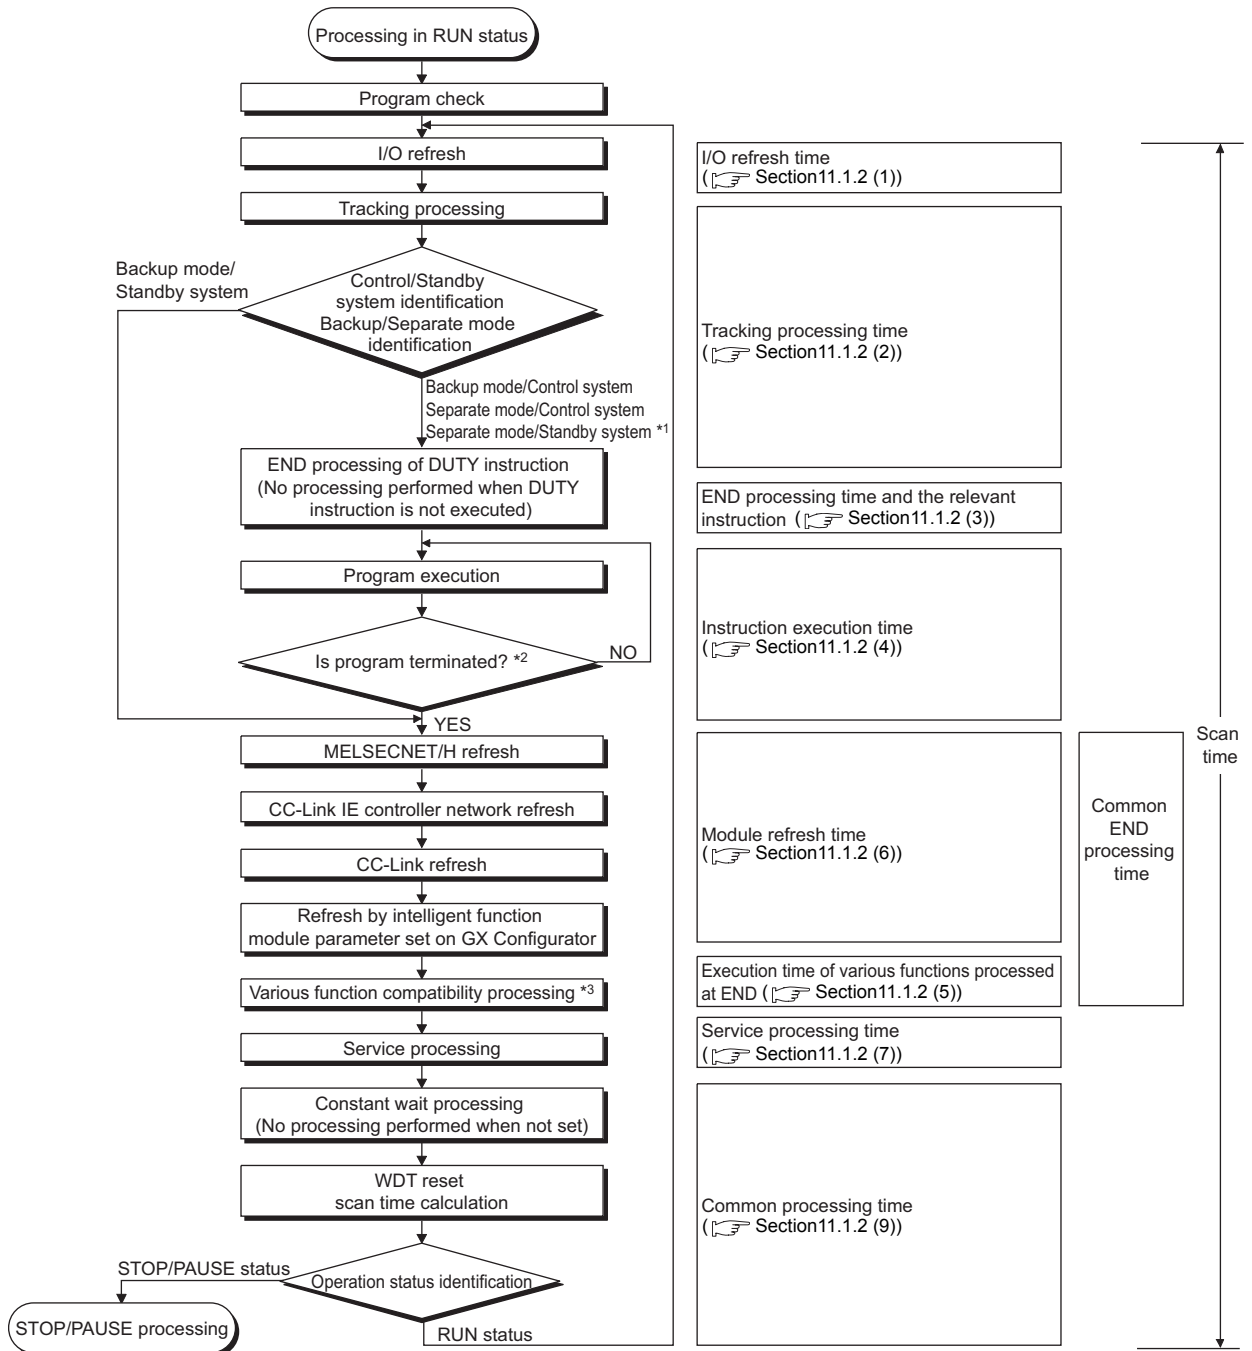 Processing in RUN status
Program check
I/O refresh
Tracking processing
Backup mode/
Standby system
Control/Standby
system identification
Backup/Separate mode
identification
Backup mode/Control system
Separate mode/Control system
Separate mode/Standby system *1
END processing of DUTY instruction
(No processing performed when DUTY
instruction is not executed)
Program execution
Is program terminated? *2
NO
YES
MELSECNET/H refresh
CC-Link IE controller network refresh
CC-Link refresh
Refresh by intelligent function
module parameter set on GX Configurator
Various function compatibility processing *3
Service processing
Constant wait processing
(No processing performed when not set)
WDT reset
scan time calculation
STOP/PAUSE status
Operation status identification
STOP/PAUSE processing
RUN status
I/O refresh time
( Section11.1.2 (1))
Tracking processing time
( Section11.1.2 (2))
END processing time and the relevant
instruction ( Section11.1.2 (3))
Instruction execution time
( Section11.1.2 (4))
Module refresh time
( Section11.1.2 (6))
Execution time of various functions processed
at END ( Section11.1.2 (5))
Service processing time
( Section11.1.2 (7))
Common processing time
( Section11.1.2 (9))
Common
END
processing
time
Scan
time